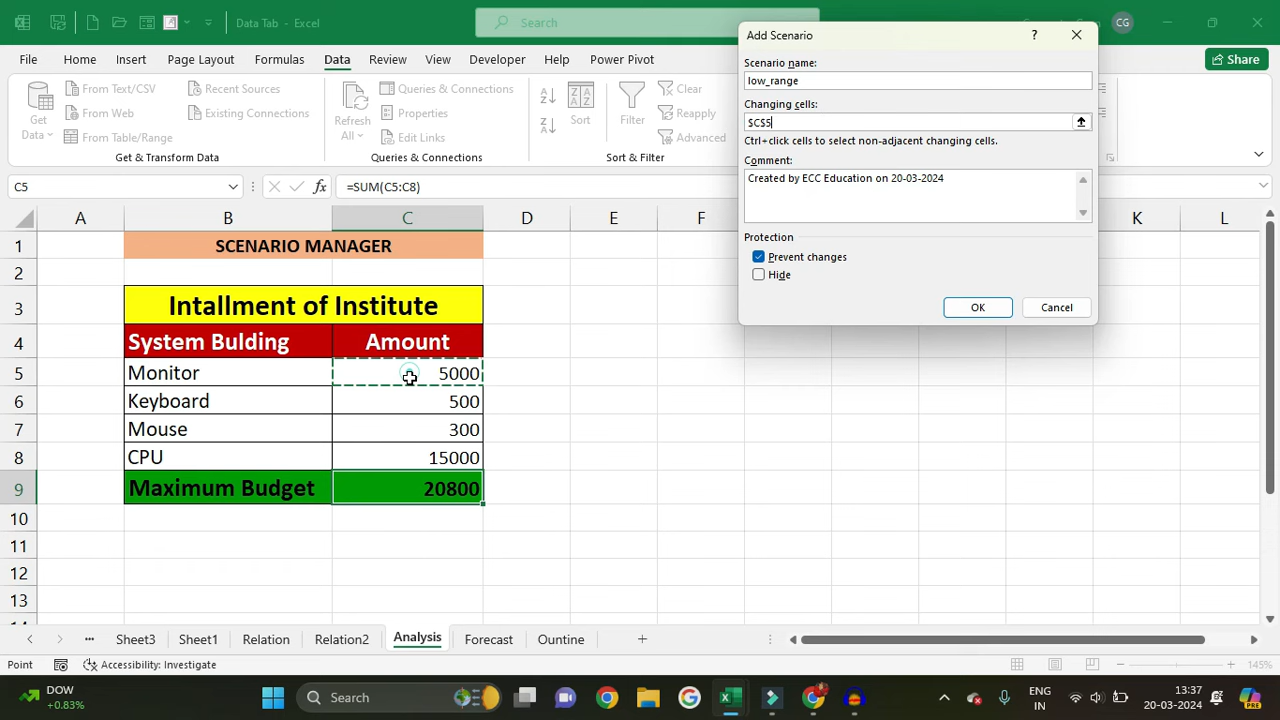 Data Tab - Excel
Search
CG
Add Scenario
?
File Home Insert Page Layout Formulas Data Review View Help Power Pivot
Share
Get Data
From Text/CSV
From Web
From Table/Range
Recent Sources
Existing Connections
Get & Transform Data
Refresh All
Queries & Connections
Properties
Edit Links
Queries & Connections
Sort
Filter
Clear
Reapply
Advanced
Sort & Filter
Scenario name:
low_range
Changing cells:
$C$5
Ctrl+click cells to select non-adjacent changing cells.
Comment:
Created by ECC Education on 20-03-2024
Protection
Prevent changes
Hide
OK Cancel
C5
fx
=SUM(C5:C8)
A B C D E F K L
1 SCENARIO MANAGER
2
3 Intallment of Institute
4 System Bulding Amount
5 Monitor 5000
6 Keyboard 500
7 Mouse 300
8 CPU 15000
9 Maximum Budget 20800
10
11
12
13
Sheet3 Sheet1 Relation Relation2 Analysis Forecast Ountine
Point
Accessibility: Investigate
145%
DOW
+0.83%
Search
ENG
IN
13:37
20-03-2024
PRE